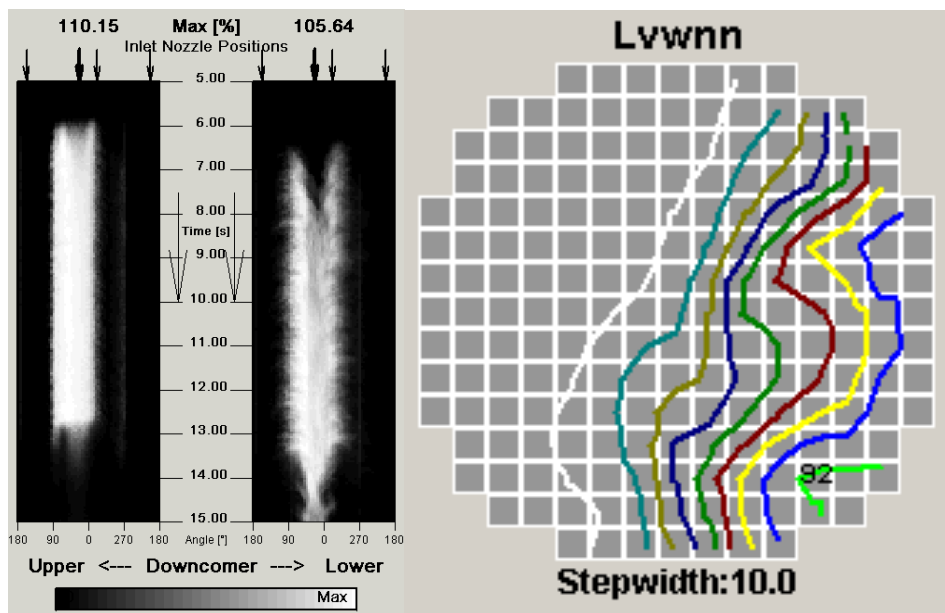 110.15 Max [%] 105.64
Inlet Nozzle Positions
5.00
6.00
7.00
8.00
Time [s]
9.00
10.00
11.00
12.00
13.00
14.00
15.00
180 90 0 270 180 Angle [°] 180 90 0 270 180
Upper <--- Downcomer ---> Lower
Max
Lvwnn
92
Stepwidth:10.0